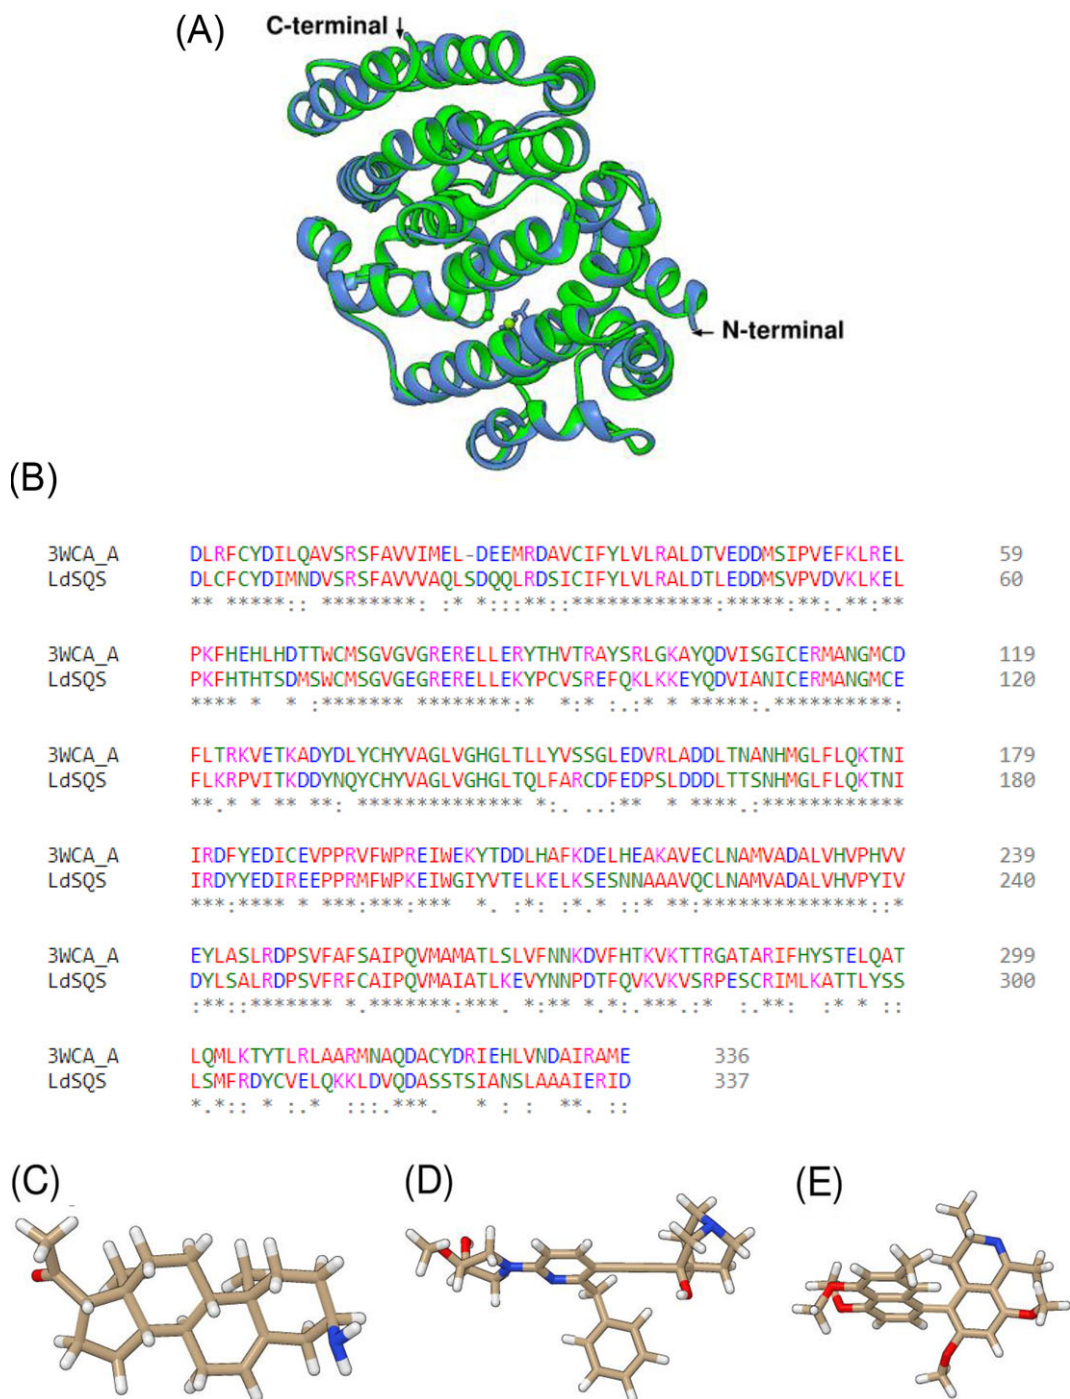 (A)
C-terminal
N-terminal
(B)
3WCA_A DLRFCYDILQAVSRSFAVVIMEL-DEEMRDAVCIFYLVLRALDTVEDDMSIPVEFKLREL 59
LdSQS DLCFCYDIMNDVSRSFAVVVAQLSDQQLRDSICIFYLVLRALDTLEDDMSVPVDVKLKEL 60
** *****:: ********: :* *:::**::************:*****:**:.**:**
3WCA_A PKFHEHLHDTTWCMSGVGVGRERELLERYTHVTRAYSRLGKAYQDVISGICERMANGMCD 119
LdSQS PKFHTHTSDMSWCMSGVGEGRERELLEKYPCVSREFQKLKKEYQDVIANICERMANGMCE 120
**** * * :******* ********:* *:* :.:* * *****:.**********:
3WCA_A FLTRKVETKADYDLYCHYVAGLVGHGLTLLYVSSGLEDVRLADDLTNANHMGLFLQKTNI 179
LdSQS FLKRPVITKDDYNQYCHYVAGLVGHGLTQLFARCDFEDPSLDDDLTTSNHMGLFLQKTNI 180
**.* * ** **: ************** *:. ..:** * ****.:************
3WCA_A IRDFYEDICEVPPRVFWPREIWEKYTDDLHAFKDELHEAKAVECLNAMVADALVHVPHVV 239
LdSQS IRDYYEDIREEPPRMFWPKEIWGIYVTELKELKSESNNAAAVQCLNAMVADALVHVPYIV 240
***:**** * ***:***:*** *. :*: :*.* ::* **:**************::*
3WCA_A EYLASLRDPSVFAFSAIPQVMAMATLSLVFNNKDVFHTKVKTTRGATARIFHYSTELQAT 299
LdSQS DYLSALRDPSVFRFCAIPQVMAIATLKEVYNNPDTFQVKVKVSRPESCRIMLKATTLYSS 300
:**::******* *.*******:***. *:** *.*:.***.:* :.**: :* * ::
3WCA_A LQMLKTYTLRLAARMNAQDACYDRIEHLVNDAIRAME 336
LdSQS LSMFRDYCVELQKKLDVQDASSTSIANSLAAAIERID 337
*.*:: * :.* ::::.***. * : : **. ::
(C)
(D)
(E)